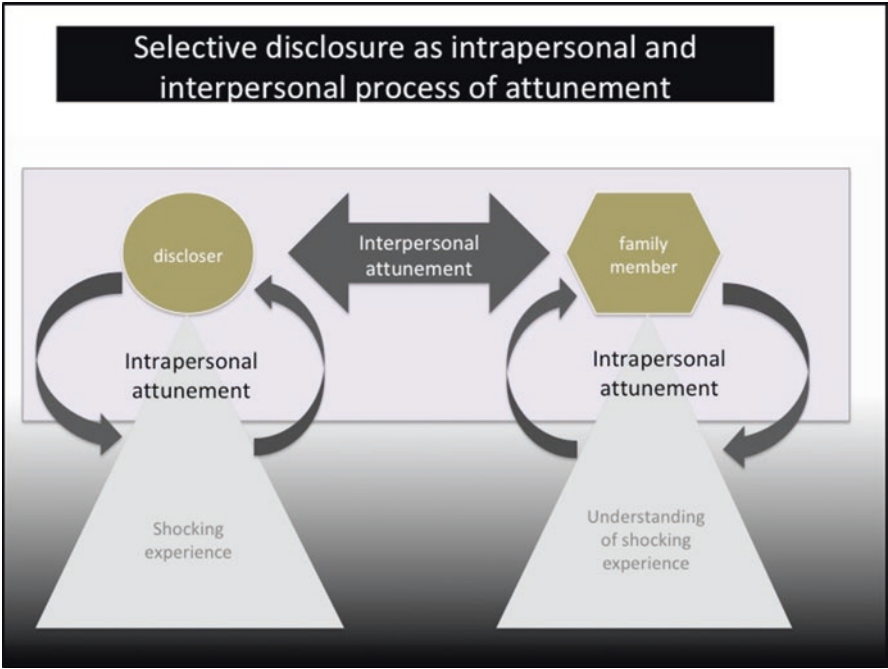 Selective disclosure as intrapersonal and
interpersonal process of attunement
discloser
Interpersonal
attunement
family
member
Intrapersonal
attunement
Intrapersonal
attunement
Shocking
experience
Understanding
of shocking
experience